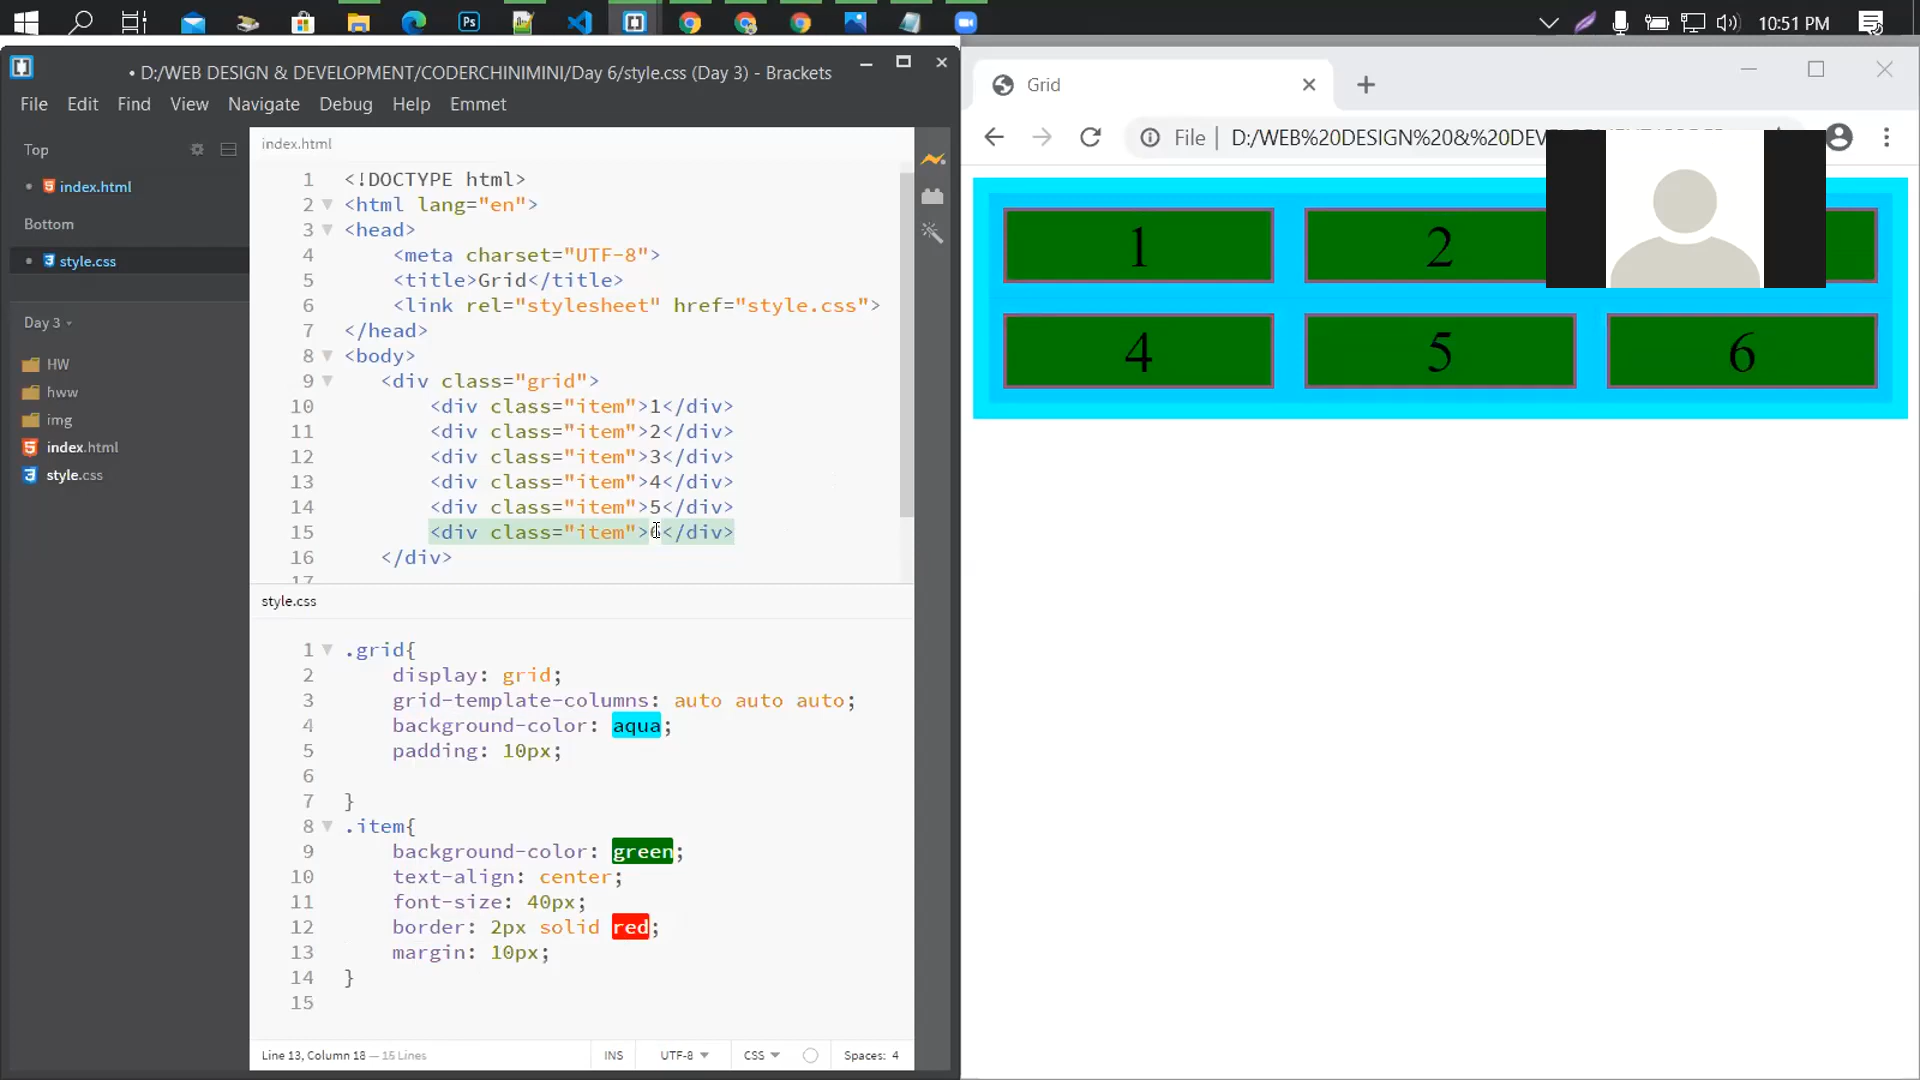 Ps
10:51 PM
• D:/WEB DESIGN & DEVELOPMENT/CODERCHINIMINI/Day 6/style.css (Day 3) - Brackets
File Edit Find View Navigate Debug Help Emmet
Top
index.html
Bottom
style.css
Day 3
HW
hww
img
index.html
style.css
index.html
1 <!DOCTYPE html>
2 <html lang="en">
3 <head>
4 <meta charset="UTF-8">
5 <title>Grid</title>
6 <link rel="stylesheet" href="style.css">
7 </head>
8 <body>
9 <div class="grid">
10 <div class="item">1</div>
11 <div class="item">2</div>
12 <div class="item">3</div>
13 <div class="item">4</div>
14 <div class="item">5</div>
15 <div class="item">6</div>
16 </div>
17
style.css
1 .grid{
2 display: grid;
3 grid-template-columns: auto auto auto;
4 background-color: aqua;
5 padding: 10px;
6
7 }
8 .item{
9 background-color: green;
10 text-align: center;
11 font-size: 40px;
12 border: 2px solid red;
13 margin: 10px;
14 }
15
Line 13, Column 18 — 15 Lines
INS UTF-8 CSS Spaces: 4
Grid
File | D:/WEB%20DESIGN%20&%20DEV
1 2
4 5 6